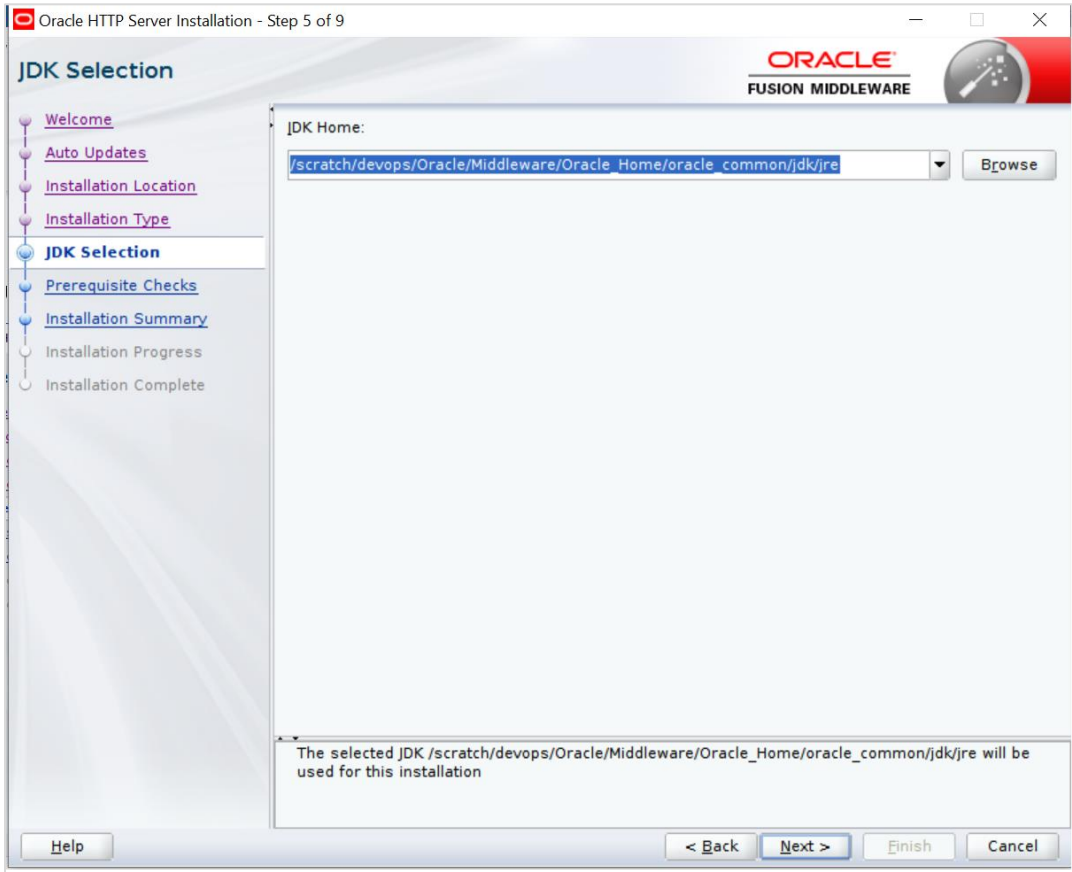 Oracle HTTP Server Installation - Step 5 of 9
JDK Selection
ORACLE
FUSION MIDDLEWARE
Welcome
Auto Updates
Installation Location
Installation Type
JDK Selection
Prerequisite Checks
Installation Summary
Installation Progress
Installation Complete
JDK Home:
/scratch/devops/Oracle/Middleware/Oracle_Home/oracle_common/jdk/jre
Browse
The selected JDK /scratch/devops/Oracle/Middleware/Oracle_Home/oracle_common/jdk/jre will be
used for this installation
Help
< Back
Next >
Finish
Cancel